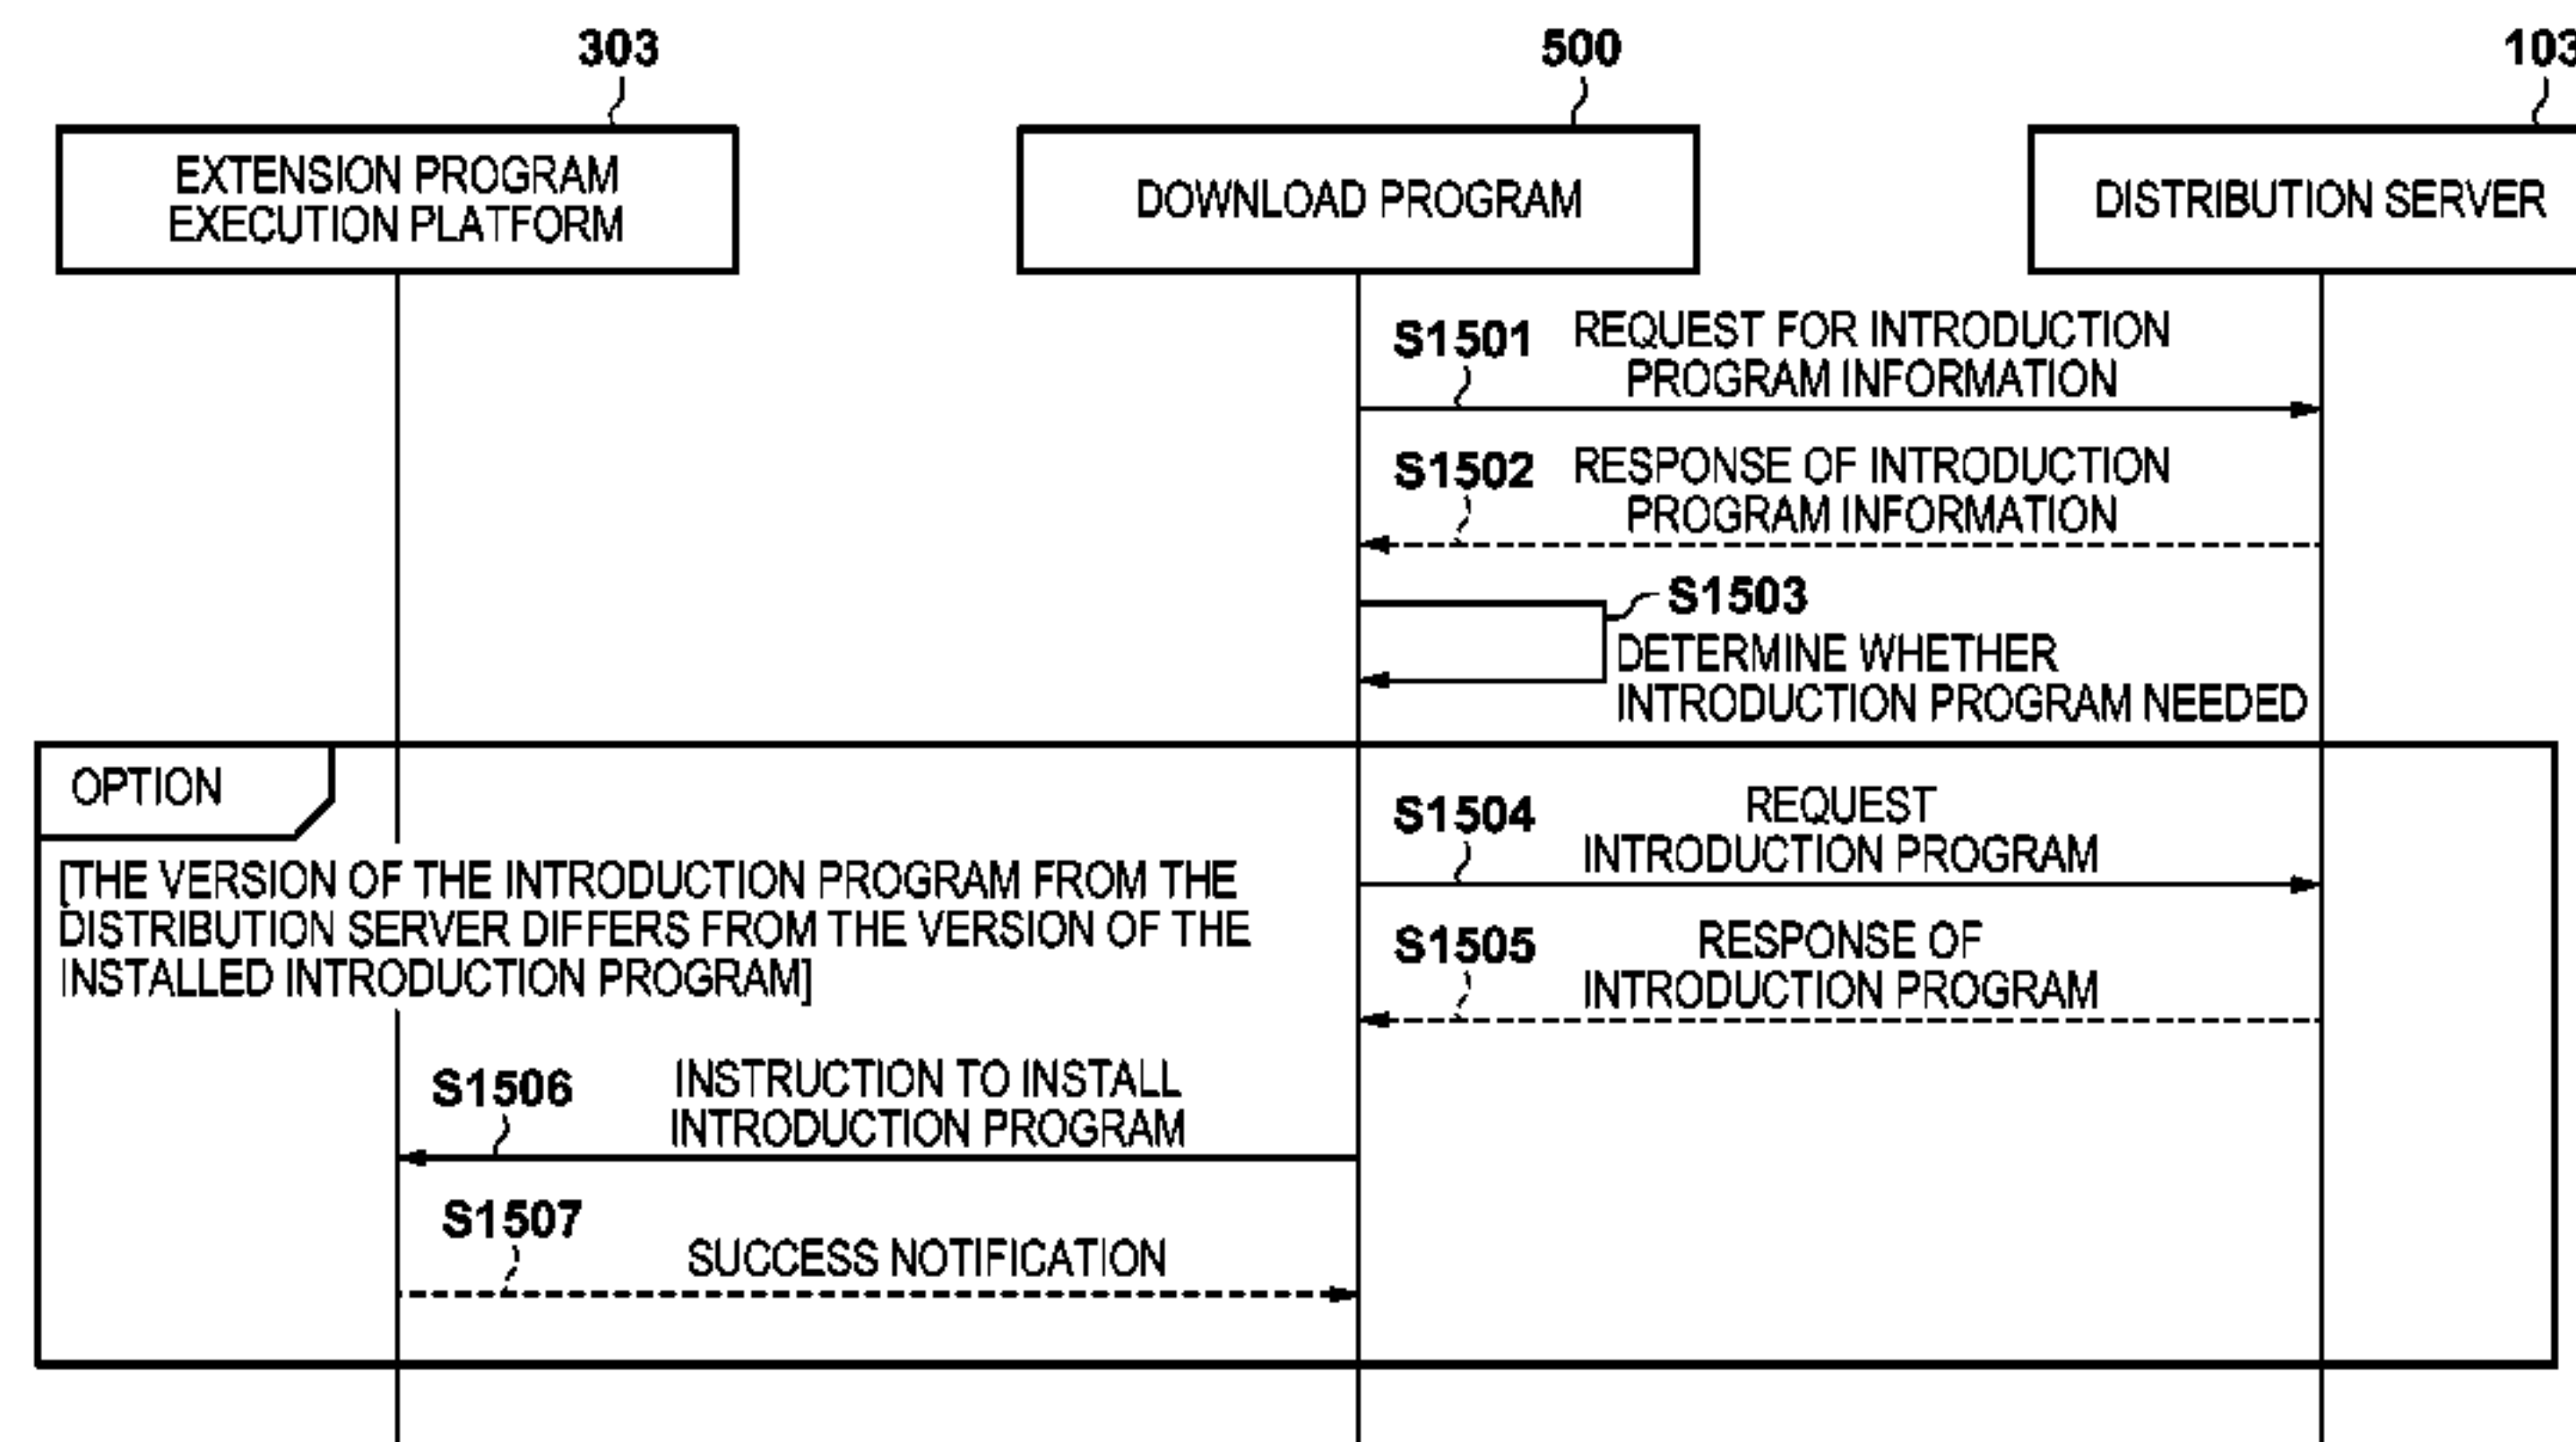 303
500
103
EXTENSION PROGRAM
EXECUTION PLATFORM
DOWNLOAD PROGRAM
DISTRIBUTION SERVER
S1501
REQUEST FOR INTRODUCTION
PROGRAM INFORMATION
S1502
RESPONSE OF INTRODUCTION
PROGRAM INFORMATION
S1503
DETERMINE WHETHER
INTRODUCTION PROGRAM NEEDED
OPTION
[THE VERSION OF THE INTRODUCTION PROGRAM FROM THE
DISTRIBUTION SERVER DIFFERS FROM THE VERSION OF THE
INSTALLED INTRODUCTION PROGRAM]
S1504
REQUEST
INTRODUCTION PROGRAM
S1505
RESPONSE OF
INTRODUCTION PROGRAM
S1506
INSTRUCTION TO INSTALL
INTRODUCTION PROGRAM
S1507
SUCCESS NOTIFICATION